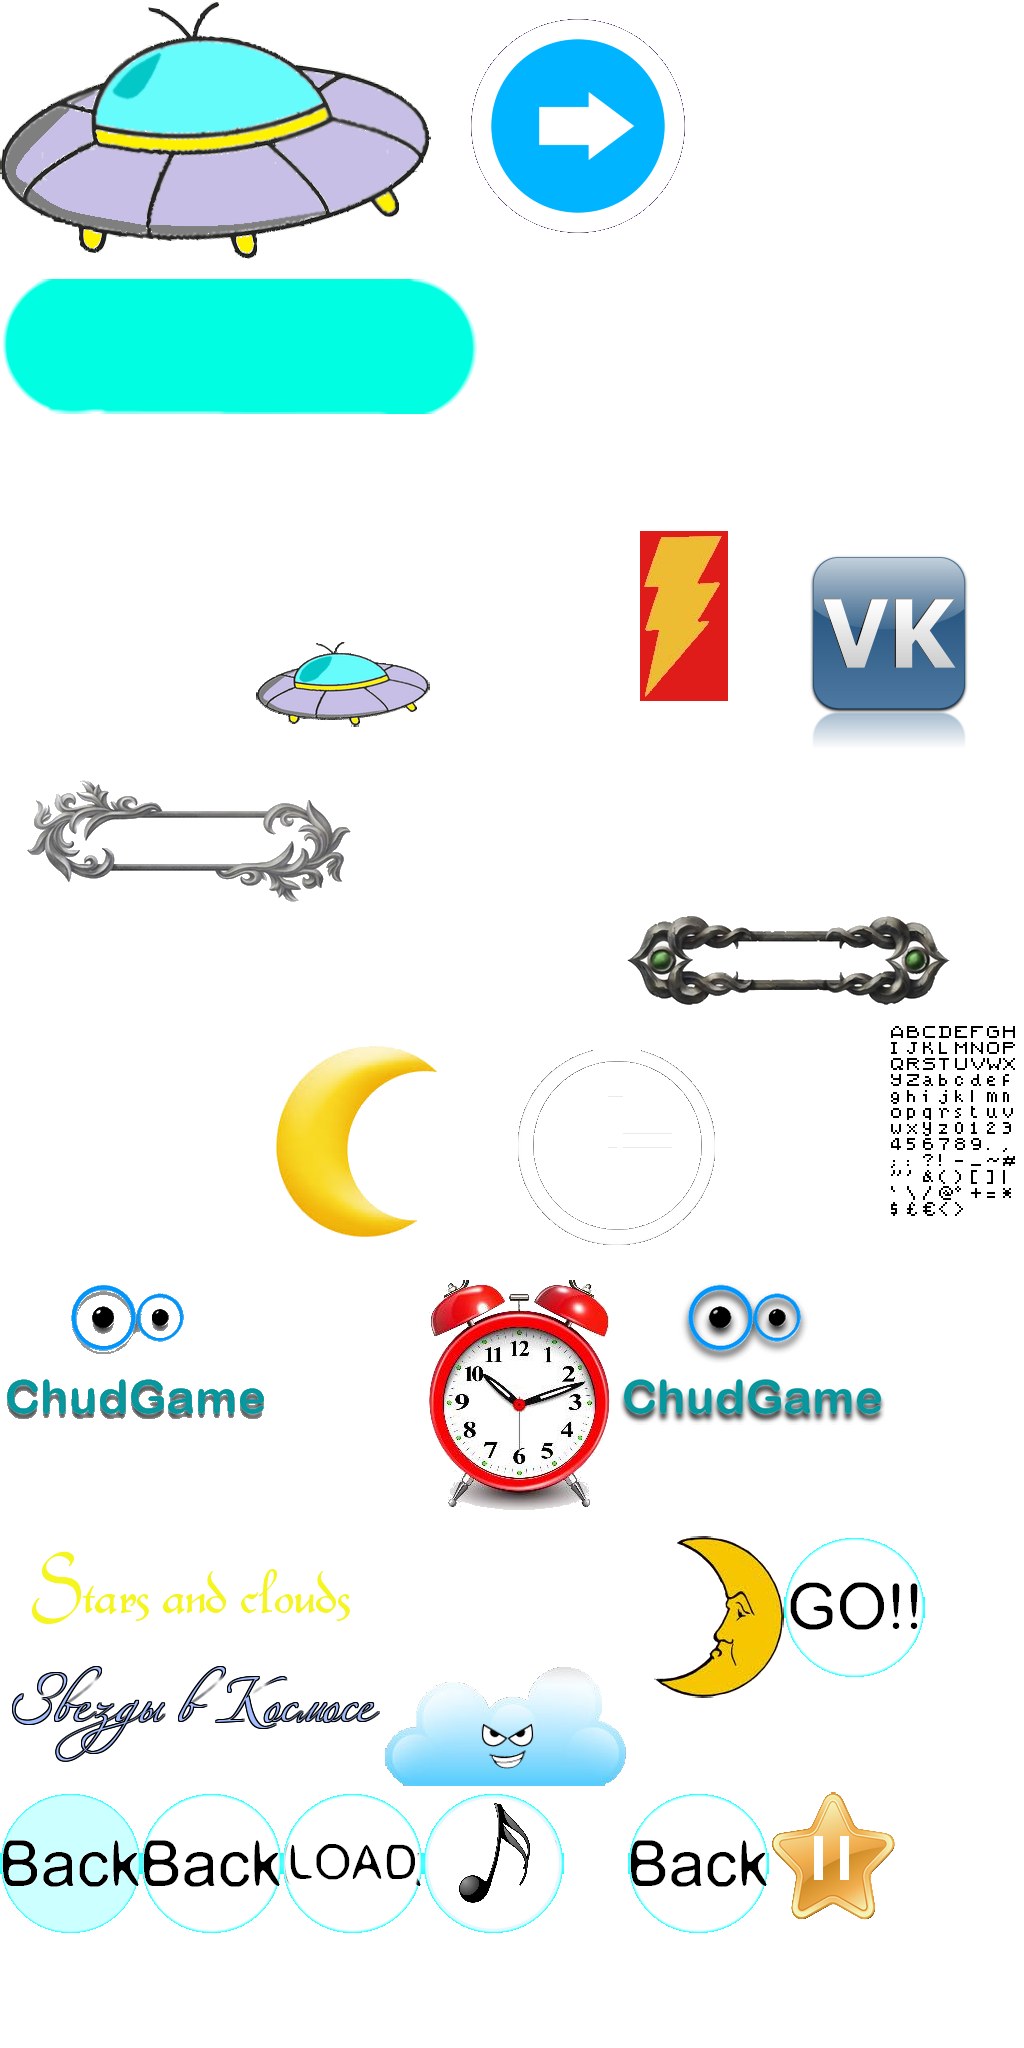 VK
ABCDEFGH
IJKLMNOP
QRSTUVWX
YZabcdef
ghijklmn
opqrstuv
wxyz0123
456789.,
;:?!-_~#
"'&()[]|
`\/@°+=*
$£€<>
ChudGame
11 12 1
10 2
9 3
8 4
7 6 5
ChudGame
Stars and clouds
GO!!
Звезды в Космосе
Back
Back
LOAD
Back